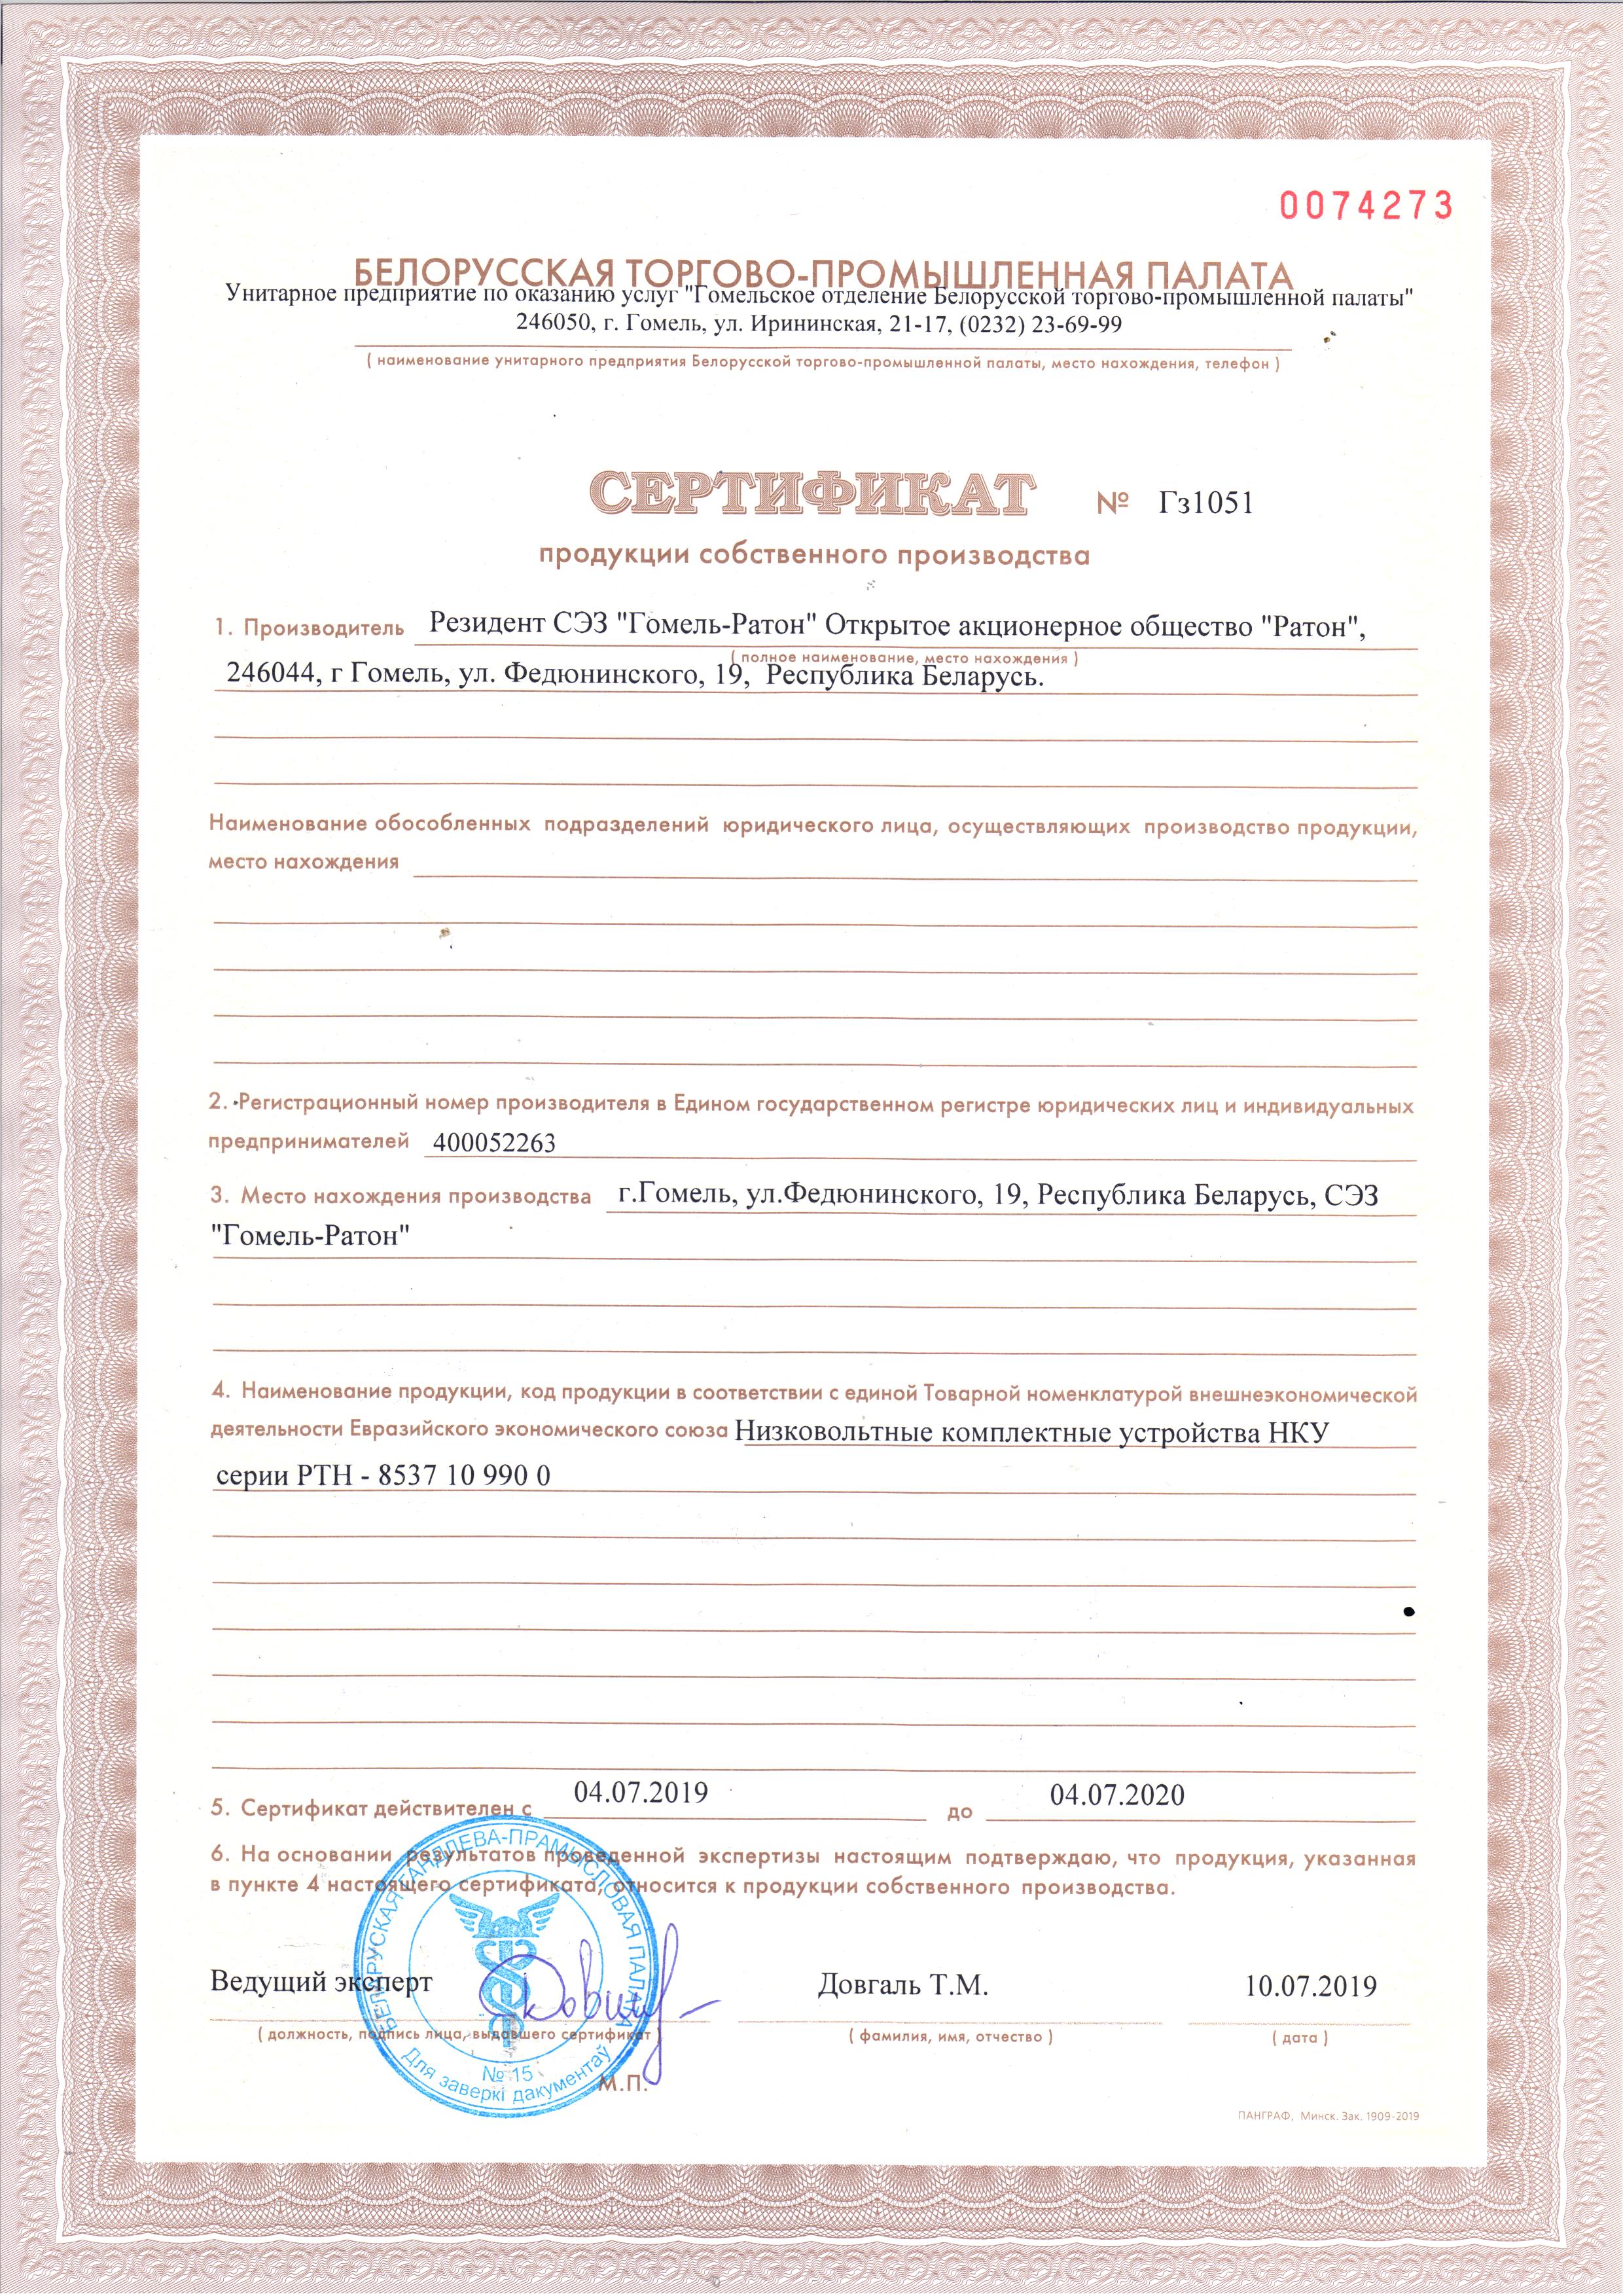 0074273
БЕЛОРУССКАЯ ТОРГОВО-ПРОМЫШЛЕННАЯ ПАЛАТА
Унитарное предприятие по оказанию услуг "Гомельское отделение Белорусской торгово-промышленной палаты"
246050, г. Гомель, ул. Ирининская, 21-17, (0232) 23-69-99
( наименование унитарного предприятия Белорусской торгово-промышленной палаты, место нахождения, телефон )
СЕРТИФИКАТ № Гз1051
продукции собственного производства
1. Производитель Резидент СЭЗ "Гомель-Ратон" Открытое акционерное общество "Ратон",
( полное наименование, место нахождения )
246044, г Гомель, ул. Федюнинского, 19, Республика Беларусь.
Наименование обособленных подразделений юридического лица, осуществляющих производство продукции,
место нахождения
2. Регистрационный номер производителя в Едином государственном регистре юридических лиц и индивидуальных
предпринимателей 400052263
3. Место нахождения производства г.Гомель, ул.Федюнинского, 19, Республика Беларусь, СЭЗ
"Гомель-Ратон"
4. Наименование продукции, код продукции в соответствии с единой Товарной номенклатурой внешнеэкономической
деятельности Евразийского экономического союза Низковольтные комплектные устройства НКУ
серии РТН - 8537 10 990 0
5. Сертификат действителен с 04.07.2019 до 04.07.2020
6. На основании результатов проведенной экспертизы настоящим подтверждаю, что продукция, указанная
в пункте 4 настоящего сертификата, относится к продукции собственного производства.
БЕЛАРУСКАЯ ГАНДЛЕВА-ПРАМЫСЛОВАЯ ПАЛАТА
Ведущий эксперт Довгаль Т.М. 10.07.2019
( должность, подпись лица, выдавшего сертификат ) ( фамилия, имя, отчество ) ( дата )
№ 15
Для заверкі дакументаў
М.П.
ПАНГРАФ, Минск. Зак. 1909-2019